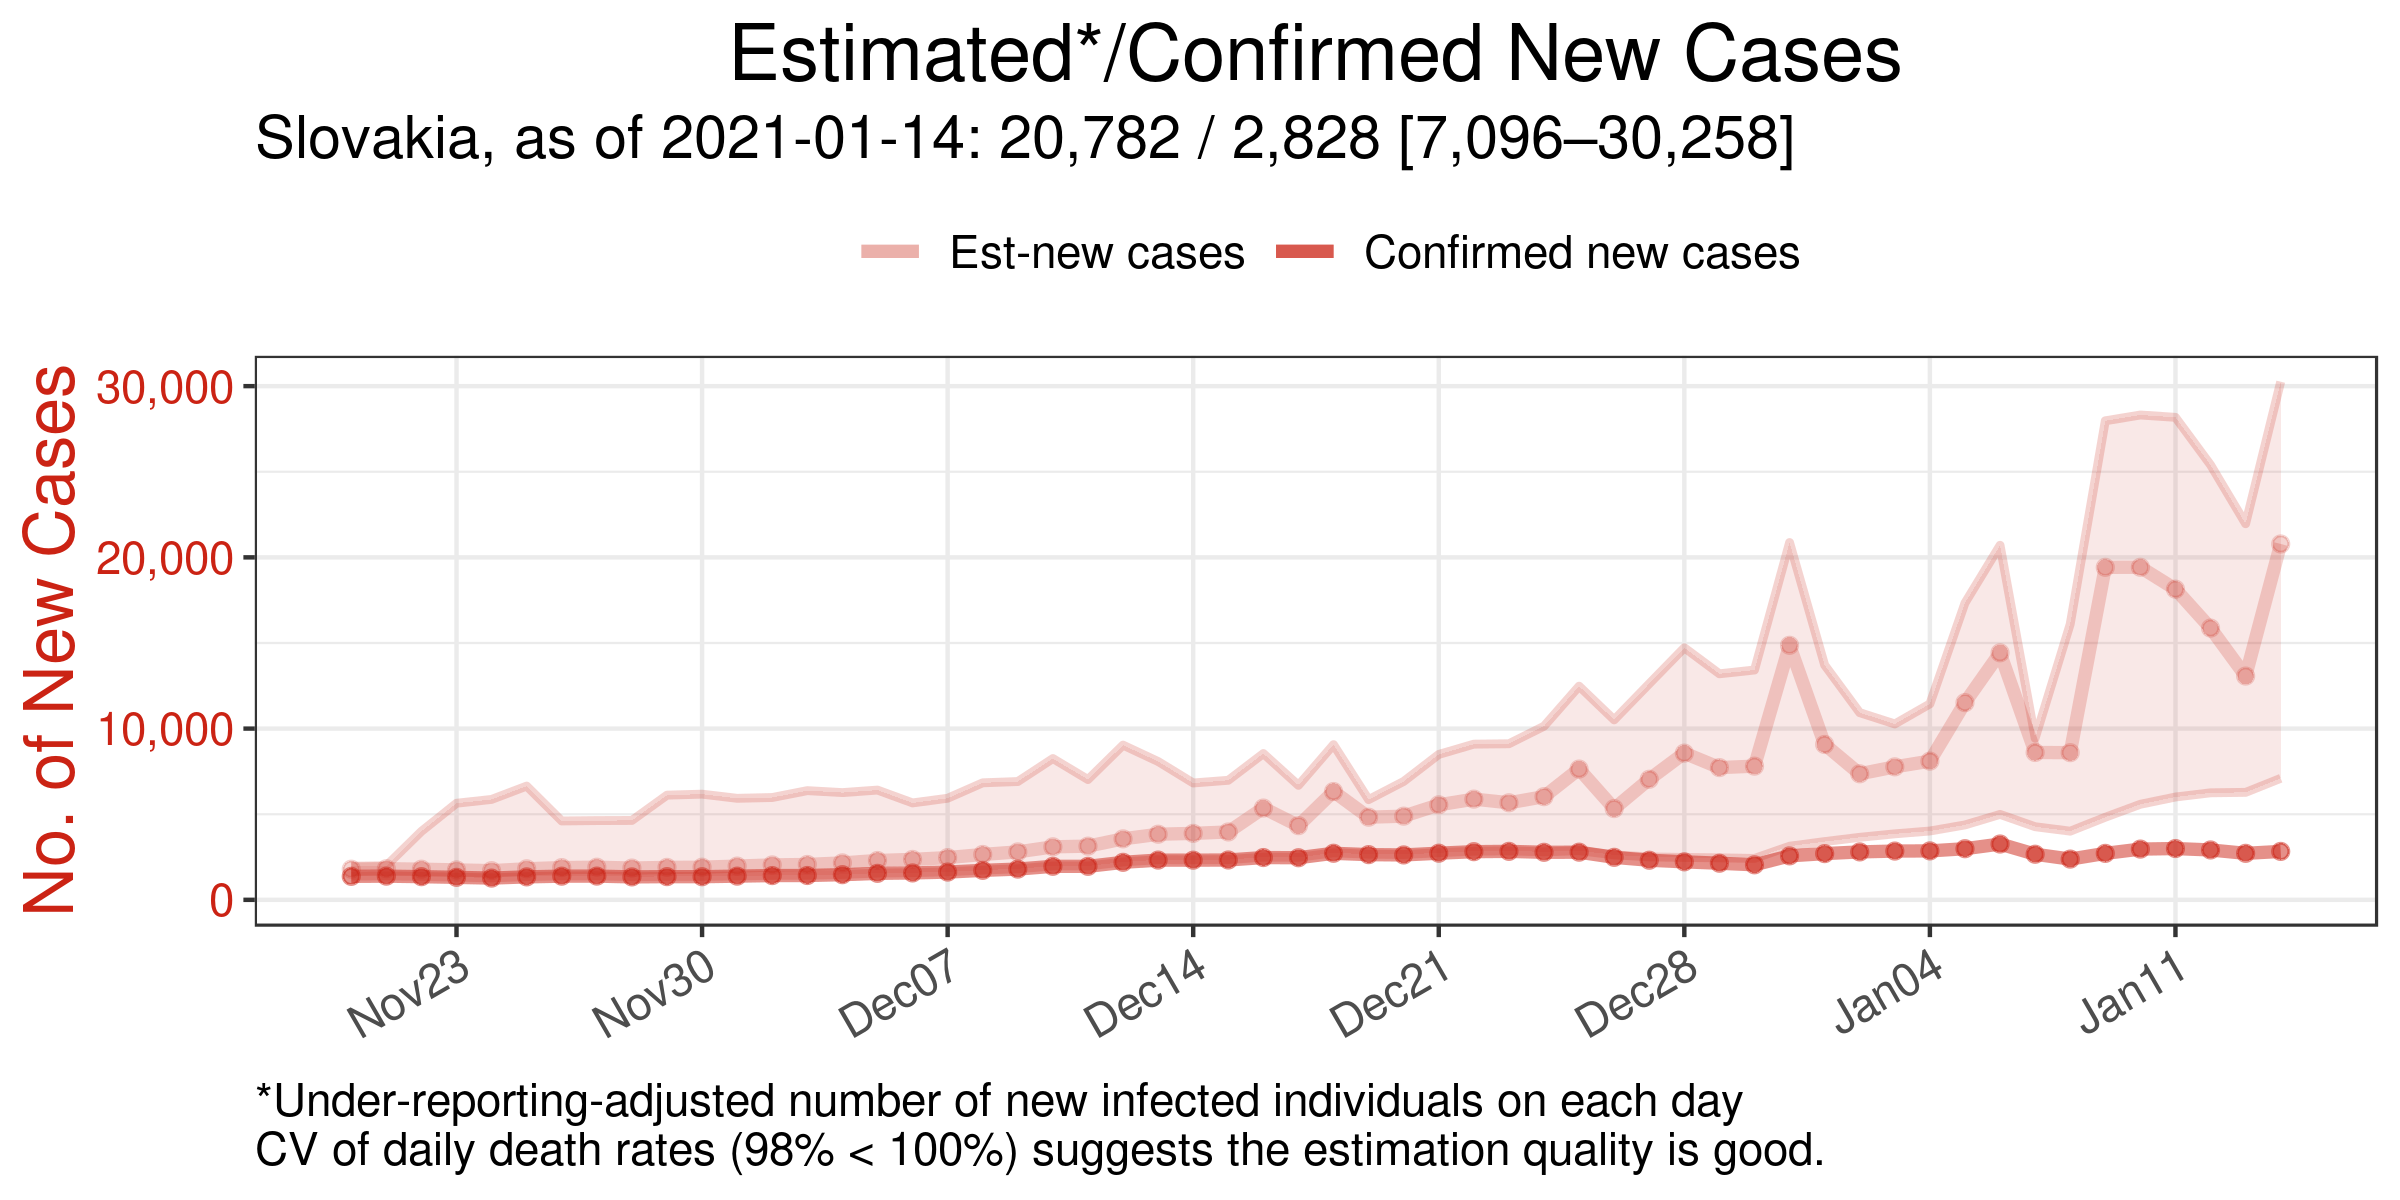 Estimated*/Confirmed New Cases
Slovakia, as of 2021-01-14: 20,782 / 2,828 [7,096–30,258]
Est-new cases
Confirmed new cases
No. of New Cases
30,000
20,000
10,000
0
Nov23
Nov30
Dec07
Dec14
Dec21
Dec28
Jan04
Jan11
*Under-reporting-adjusted number of new infected individuals on each day
CV of daily death rates (98% < 100%) suggests the estimation quality is good.